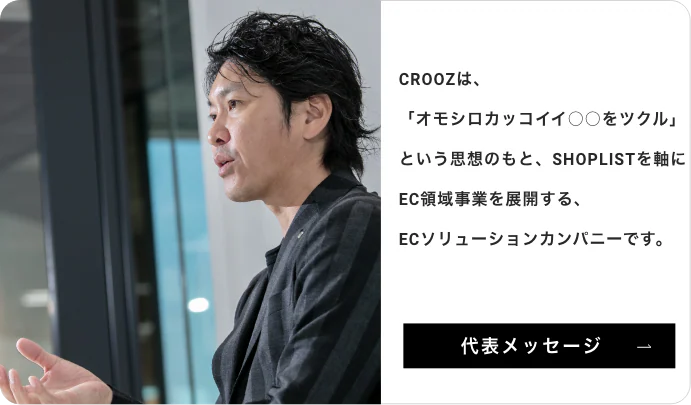 CROOZは、
「オモシロカッコイイ○○をツクル」
という思想のもと、SHOPLISTを軸に
EC領域事業を展開する、
ECソリューションカンパニーです。
代表メッセージ →